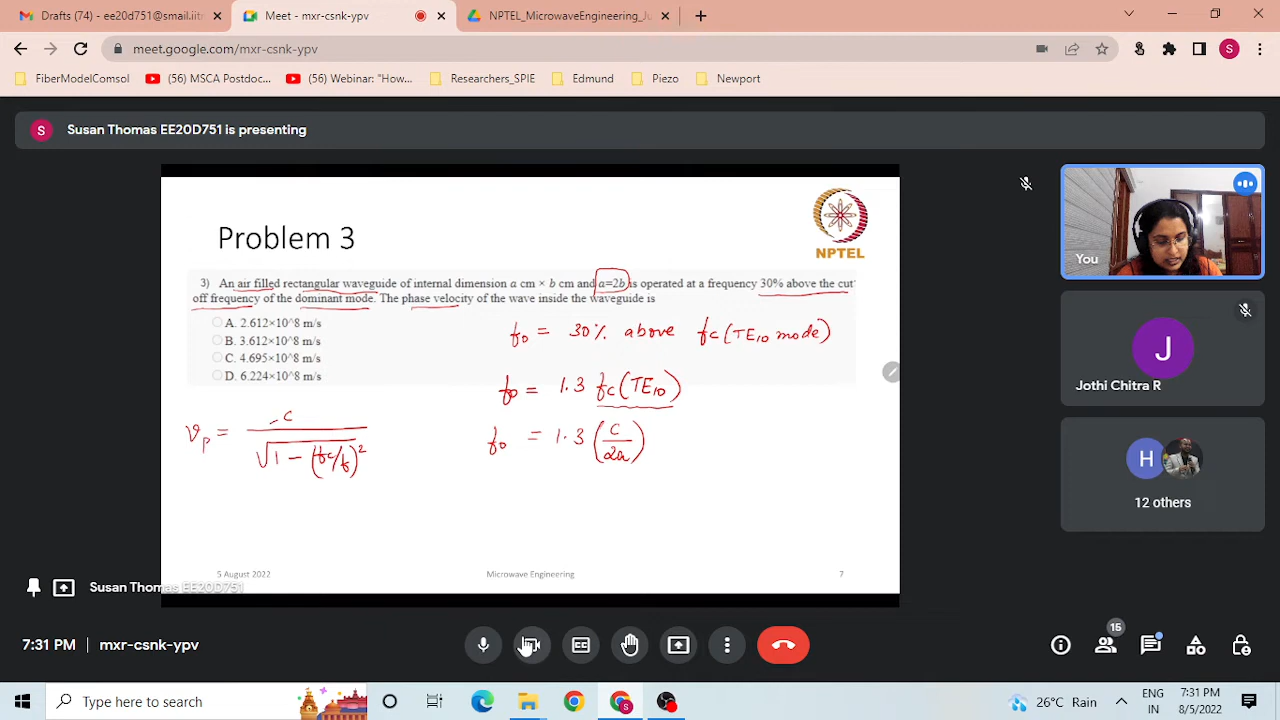 Drafts (74) - ee20d751@smail.iitm
Meet - mxr-csnk-ypv
NPTEL_MicrowaveEngineering_Ju
meet.google.com/mxr-csnk-ypv
S
FiberModelComsol
(56) MSCA Postdoc...
(56) Webinar: "How...
Researchers_SPIE
Edmund
Piezo
Newport
S
Susan Thomas EE20D751 is presenting
Problem 3
NPTEL
3) An air filled rectangular waveguide of internal dimension a cm × b cm and a=2b is operated at a frequency 30% above the cut
off frequency of the dominant mode. The phase velocity of the wave inside the waveguide is
A. 2.612×10^8 m/s
B. 3.612×10^8 m/s
C. 4.695×10^8 m/s
D. 6.224×10^8 m/s
f0 = 30% above fc (TE10 mode)
f0 = 1.3 fc (TE10)
vp = c / √1 - (fc/f)²
f0 = 1.3 (c/2a)
5 August 2022
Microwave Engineering
7
You
J
Jothi Chitra R
H
12 others
Susan Thomas EE20D751
7:31 PM | mxr-csnk-ypv
15
Type here to search
26°C Rain
ENG
IN
7:31 PM
8/5/2022